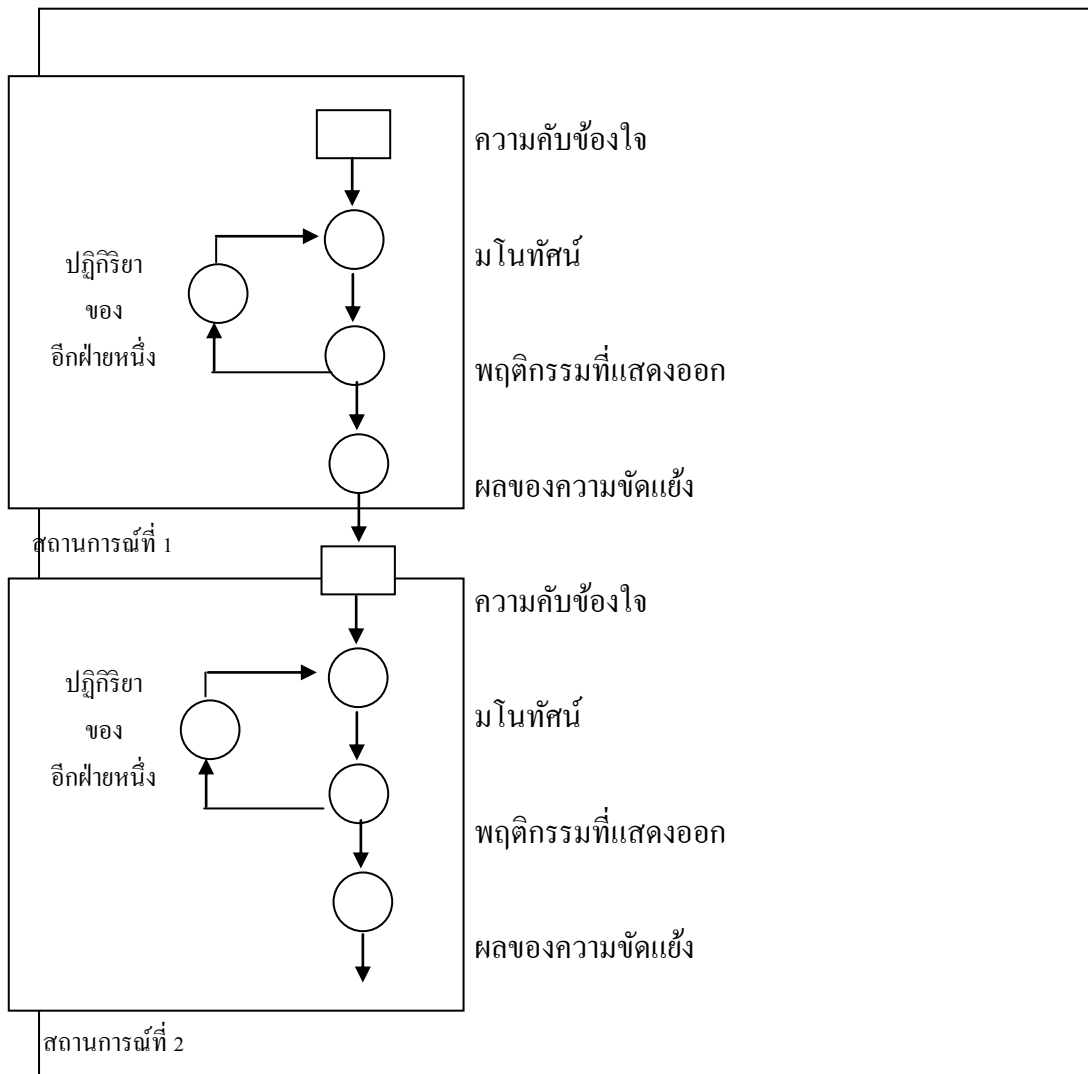 ความคับข้องใจ
มโนทัศน์
ปฏิกิริยา
ของ
อีกฝ่ายหนึ่ง
พฤติกรรมที่แสดงออก
ผลของความขัดแย้ง
สถานการณ์ที่ 1
ความคับข้องใจ
ปฏิกิริยา
ของ
อีกฝ่ายหนึ่ง
มโนทัศน์
พฤติกรรมที่แสดงออก
ผลของความขัดแย้ง
สถานการณ์ที่ 2